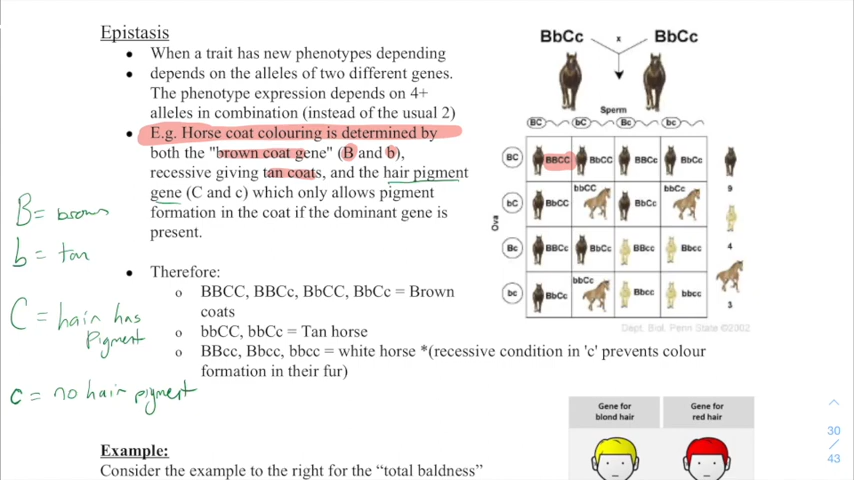 Epistasis
• When a trait has new phenotypes depending
• depends on the alleles of two different genes.
The phenotype expression depends on 4+
alleles in combination (instead of the usual 2)
• E.g. Horse coat colouring is determined by
both the "brown coat gene" (B and b),
recessive giving tan coats, and the hair pigment
gene (C and c) which only allows pigment
formation in the coat if the dominant gene is
present.
• Therefore:
o BBCC, BBCc, BbCC, BbCc = Brown
coats
o bbCC, bbCc = Tan horse
o BBcc, Bbcc, bbcc = white horse *(recessive condition in 'c' prevents colour
formation in their fur)
B = brown
b = tan
C = hair has
Pigment
c = no hair pigment
BbCc x BbCc
Sperm
BC bC Bc bc
Ova
BC BBCC BbCC BBCc BbCc
bC BbCC bbCC BbCc bbCc
Bc BBCc BbCc BBcc Bbcc
bc BbCc bbCc Bbcc bbcc
9
4
3
Dept. Biol. Penn State ©2002
Example:
Consider the example to the right for the “total baldness”
Gene for
blond hair
Gene for
red hair
30
/
43